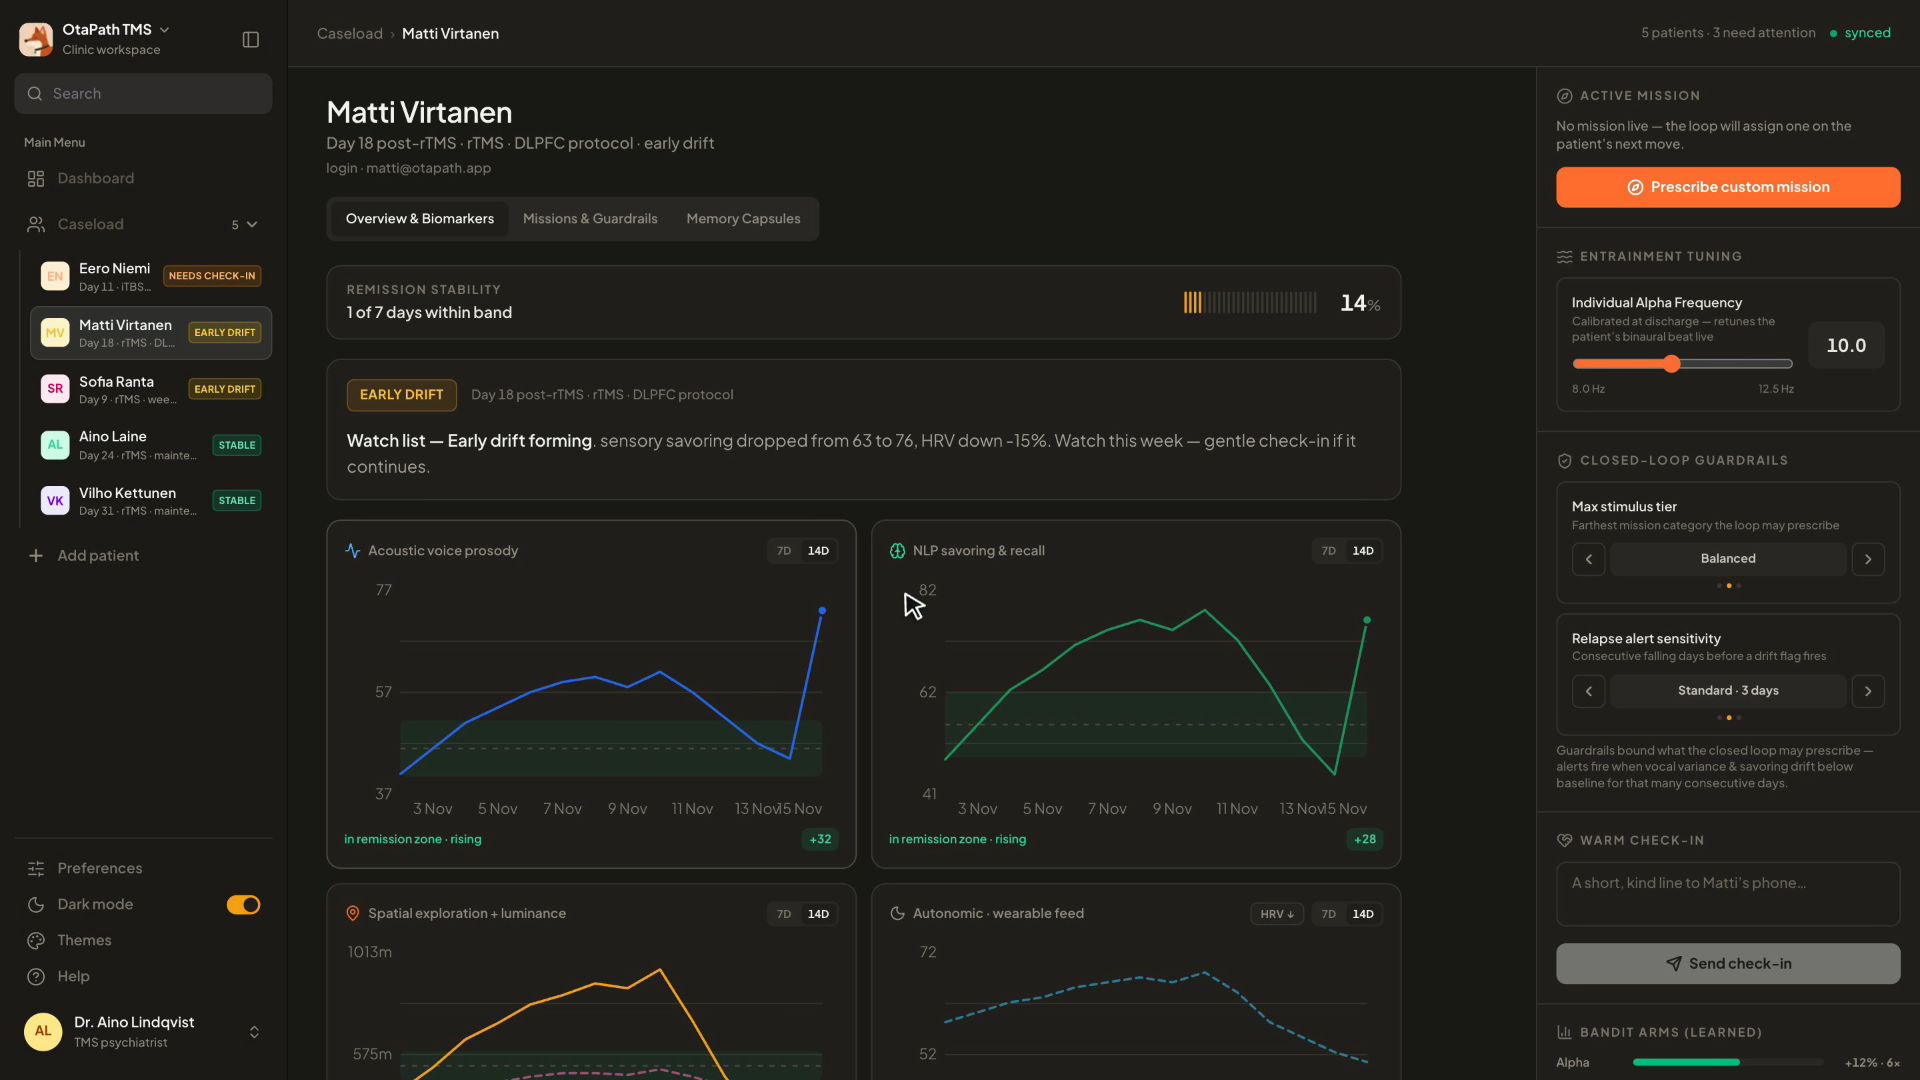 OtaPath TMS
Clinic workspace
Search
Main Menu
Dashboard
Caseload 5
EN Eero Niemi NEEDS CHECK-IN
Day 11 · iTBS...
MV Matti Virtanen EARLY DRIFT
Day 18 · rTMS · DL...
SR Sofia Ranta EARLY DRIFT
Day 9 · rTMS · wee...
AL Aino Laine STABLE
Day 24 · rTMS · mainte...
VK Vilho Kettunen STABLE
Day 31 · rTMS · mainte...
Add patient
Preferences
Dark mode
Themes
Help
AL Dr. Aino Lindqvist
TMS psychiatrist
Caseload › Matti Virtanen
5 patients · 3 need attention synced
Matti Virtanen
Day 18 post-rTMS · rTMS · DLPFC protocol · early drift
login · matti@otapath.app
Overview & Biomarkers Missions & Guardrails Memory Capsules
REMISSION STABILITY
1 of 7 days within band
14%
EARLY DRIFT Day 18 post-rTMS · rTMS · DLPFC protocol
Watch list — Early drift forming. sensory savoring dropped from 63 to 76, HRV down -15%. Watch this week — gentle check-in if it
continues.
Acoustic voice prosody 7D 14D
77
57
37
3 Nov 5 Nov 7 Nov 9 Nov 11 Nov 13 Nov 15 Nov
in remission zone · rising +32
NLP savoring & recall 7D 14D
82
62
41
3 Nov 5 Nov 7 Nov 9 Nov 11 Nov 13 Nov 15 Nov
in remission zone · rising +28
Spatial exploration + luminance 7D 14D
1013m
575m
Autonomic · wearable feed HRV ↓ 7D 14D
72
52
ACTIVE MISSION
No mission live — the loop will assign one on the
patient's next move.
Prescribe custom mission
ENTRAINMENT TUNING
Individual Alpha Frequency
Calibrated at discharge — retunes the
patient's binaural beat live
10.0
8.0 Hz 12.5 Hz
CLOSED-LOOP GUARDRAILS
Max stimulus tier
Farthest mission category the loop may prescribe
Balanced
Relapse alert sensitivity
Consecutive falling days before a drift flag fires
Standard · 3 days
Guardrails bound what the closed loop may prescribe —
alerts fire when vocal variance & savoring drift below
baseline for that many consecutive days.
WARM CHECK-IN
A short, kind line to Matti's phone...
Send check-in
BANDIT ARMS (LEARNED)
Alpha +12% · 6×